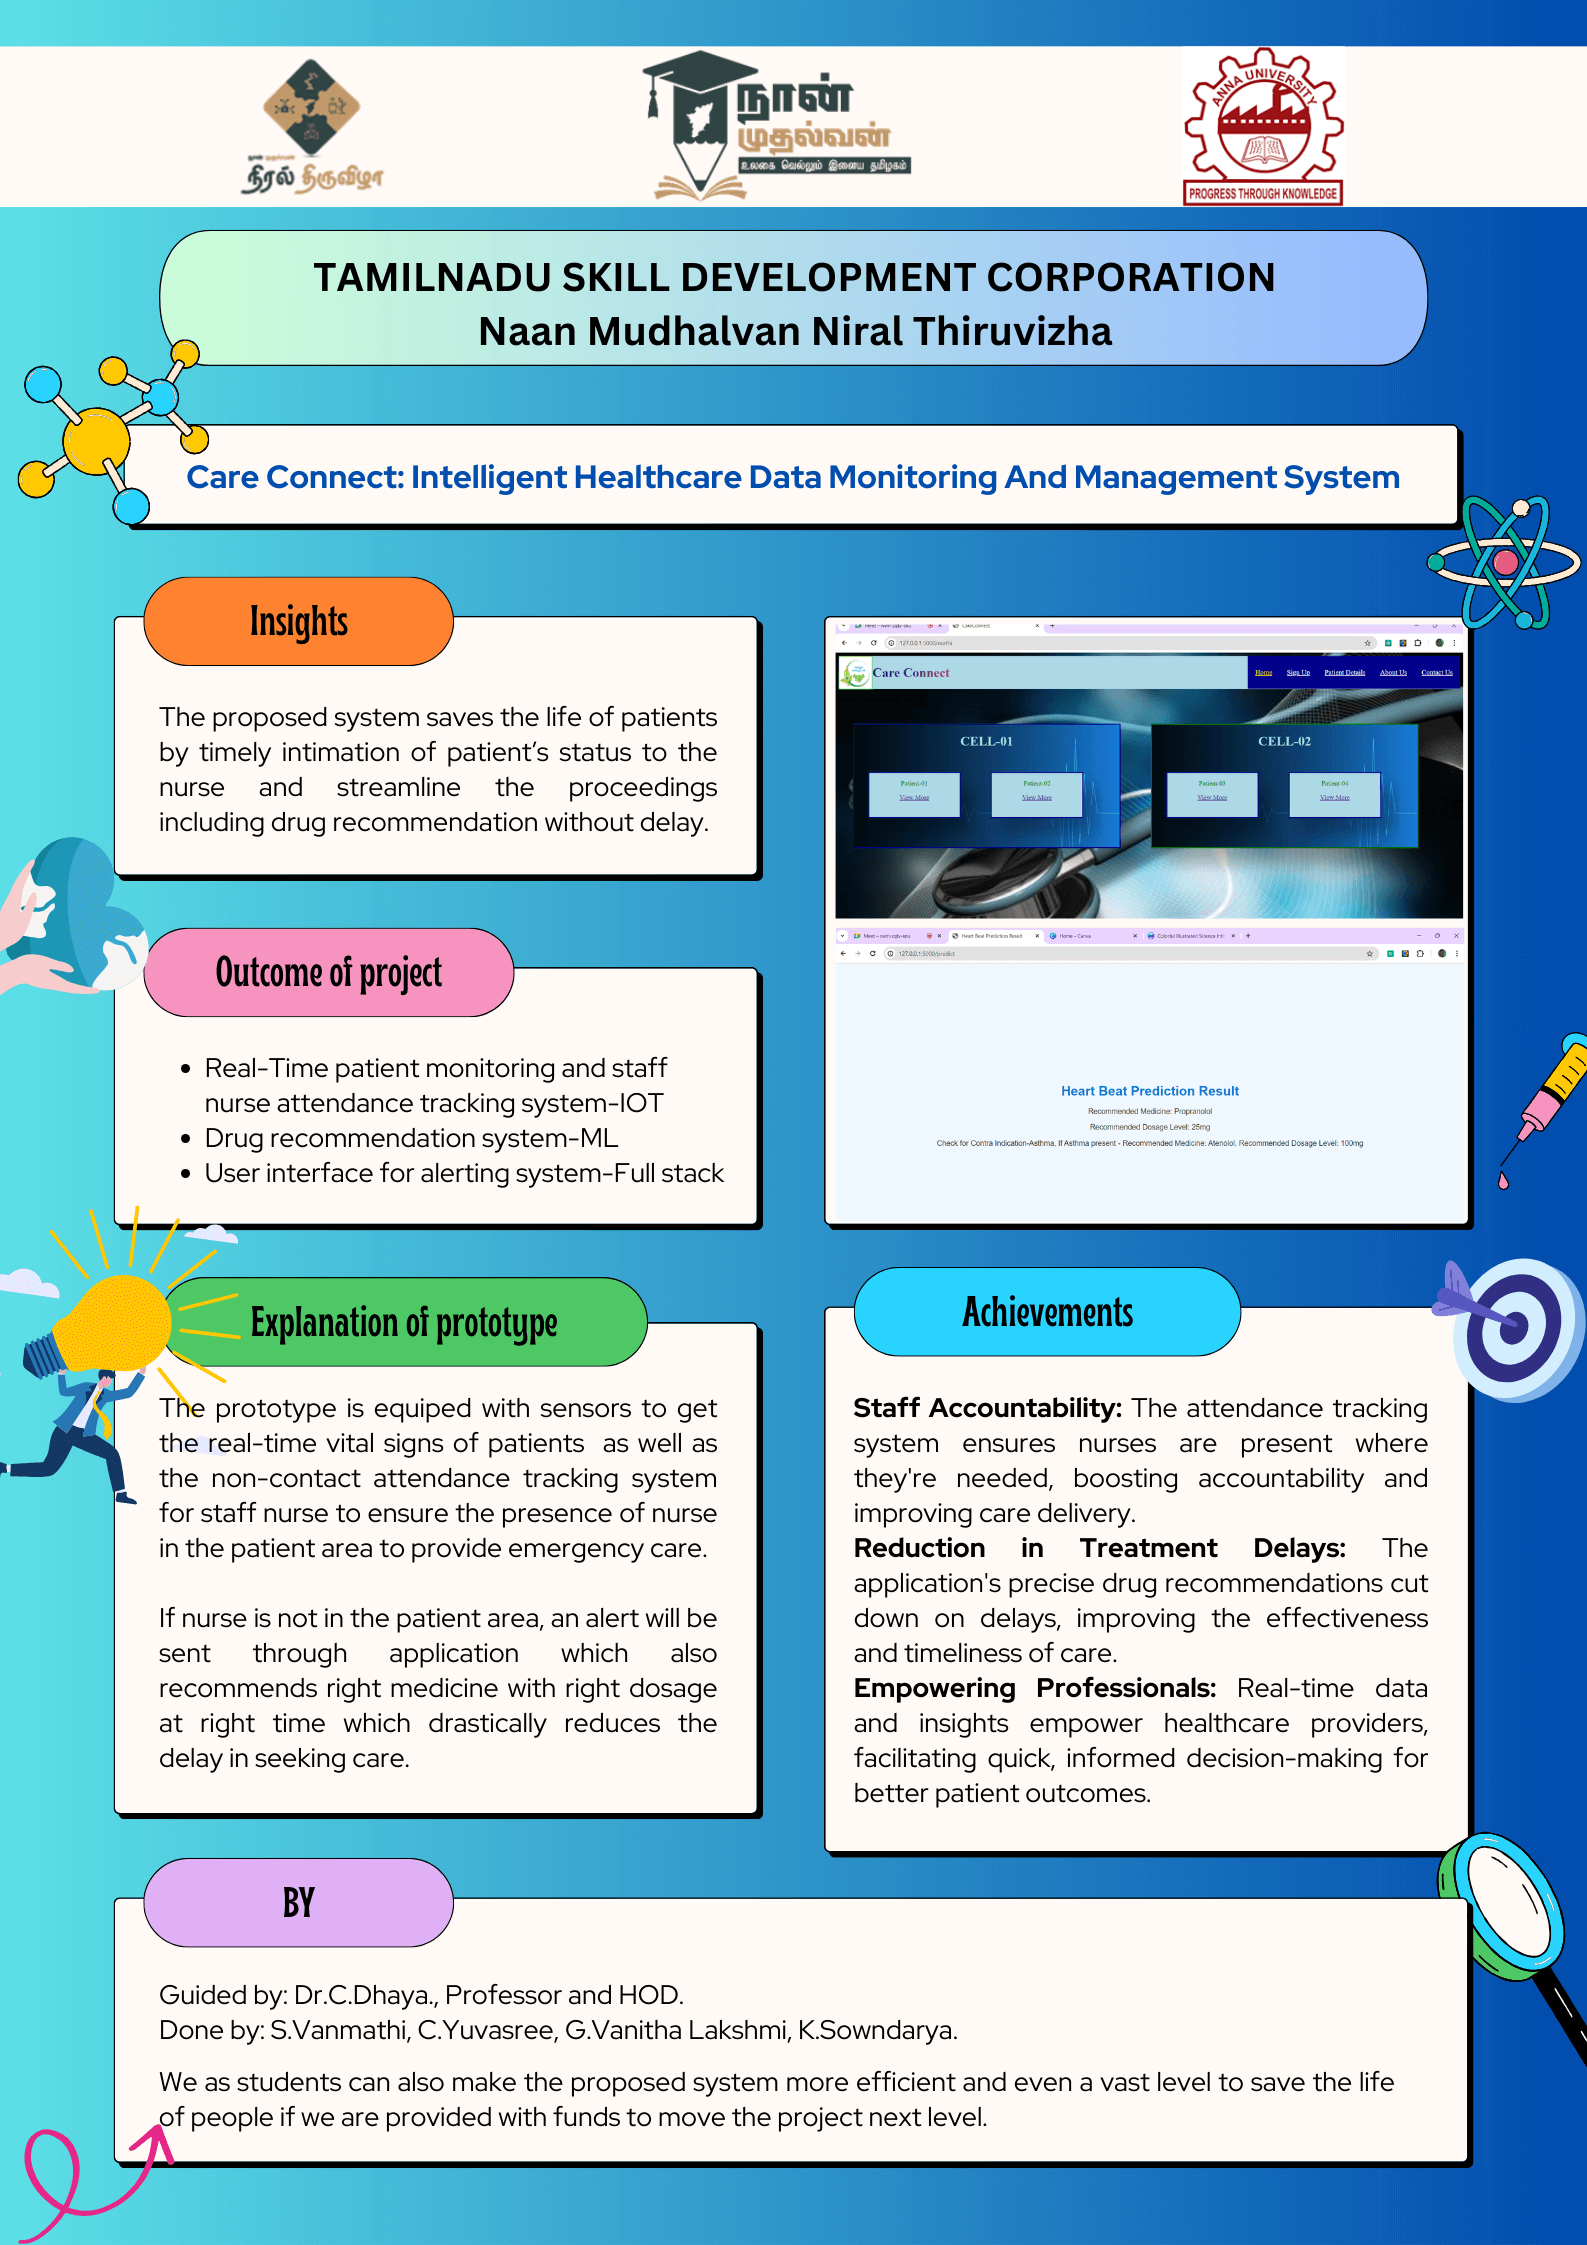 நிரல் திருவிழா
நான்
முதல்வன்
உலகை வெல்லும் இளைய தமிழகம்
ANNA UNIVERSITY
PROGRESS THROUGH KNOWLEDGE
TAMILNADU SKILL DEVELOPMENT CORPORATION
Naan Mudhalvan Niral Thiruvizha
Care Connect: Intelligent Healthcare Data Monitoring And Management System
Insights
The proposed system saves the life of patients
by timely intimation of patient’s status to the
nurse and streamline the proceedings
including drug recommendation without delay.
Outcome of project
• Real-Time patient monitoring and staff
nurse attendance tracking system-IOT
• Drug recommendation system-ML
• User interface for alerting system-Full stack
CareConnect
Care Connect
Home Sign Up Patient Details About Us Contact Us
CELL-01 CELL-02
Patient-01 Patient-02 Patient-03 Patient-04
View More View More View More View More
Heart Beat Prediction Result Home - Canva
127.0.0.1:5000/predict
Heart Beat Prediction Result
Recommended Medicine: Propranolol
Recommended Dosage Level: 25mg
Check for Contra Indication-Asthma, If Asthma present - Recommended Medicine: Atenolol, Recommended Dosage Level: 100mg
Explanation of prototype
The prototype is equiped with sensors to get
the real-time vital signs of patients as well as
the non-contact attendance tracking system
for staff nurse to ensure the presence of nurse
in the patient area to provide emergency care.
If nurse is not in the patient area, an alert will be
sent through application which also
recommends right medicine with right dosage
at right time which drastically reduces the
delay in seeking care.
Achievements
Staff Accountability: The attendance tracking
system ensures nurses are present where
they're needed, boosting accountability and
improving care delivery.
Reduction in Treatment Delays: The
application's precise drug recommendations cut
down on delays, improving the effectiveness
and timeliness of care.
Empowering Professionals: Real-time data
and insights empower healthcare providers,
facilitating quick, informed decision-making for
better patient outcomes.
BY
Guided by: Dr.C.Dhaya., Professor and HOD.
Done by: S.Vanmathi, C.Yuvasree, G.Vanitha Lakshmi, K.Sowndarya.
We as students can also make the proposed system more efficient and even a vast level to save the life
of people if we are provided with funds to move the project next level.